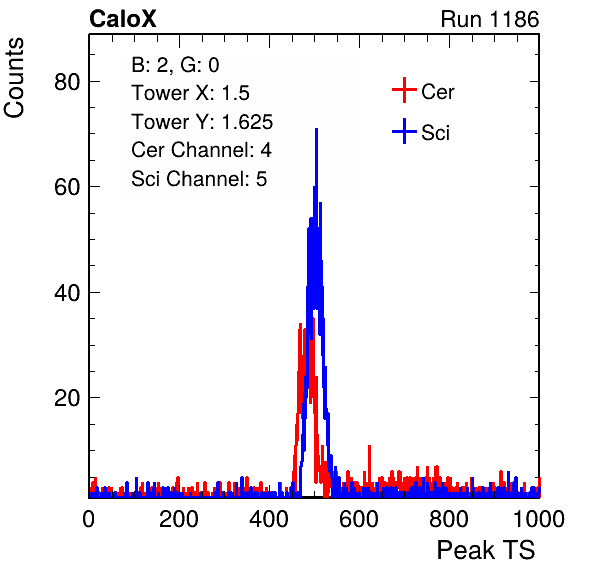 CaloX
Run 1186
Counts
B: 2, G: 0
Tower X: 1.5
Tower Y: 1.625
Cer Channel: 4
Sci Channel: 5
Cer
Sci
80
60
40
20
0 200 400 600 800 1000
Peak TS